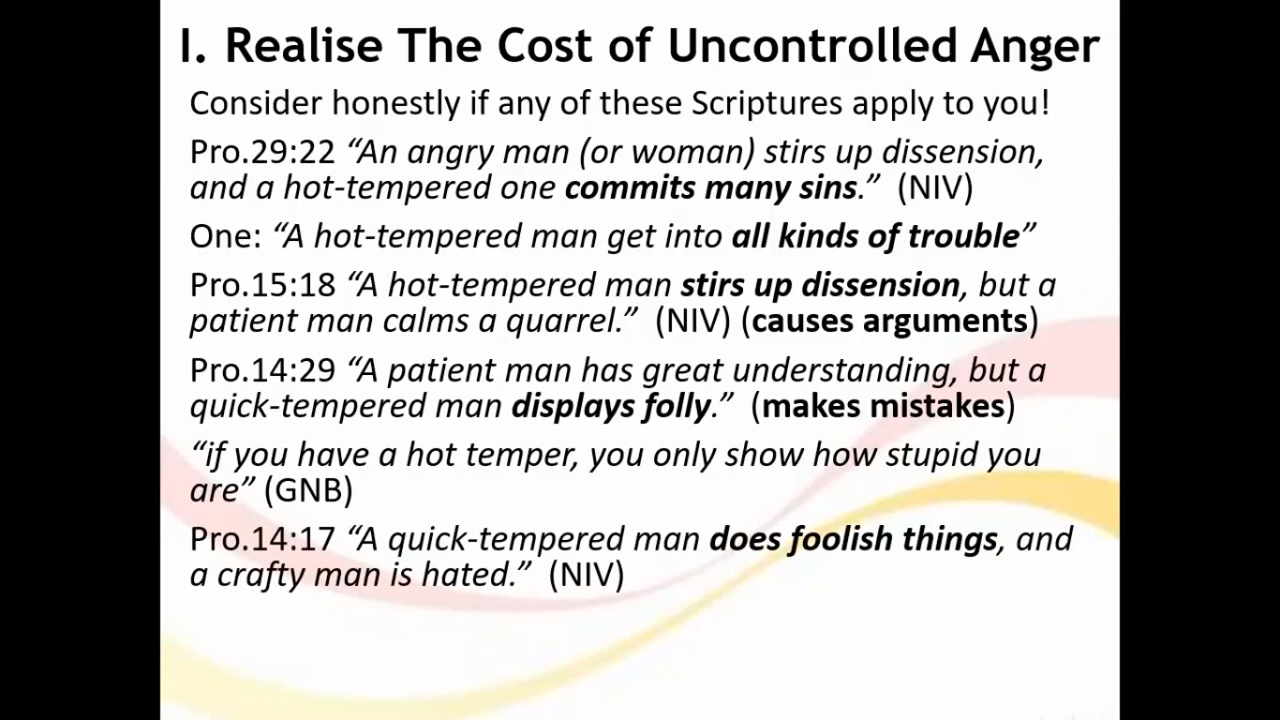 I. Realise The Cost of Uncontrolled Anger
Consider honestly if any of these Scriptures apply to you!
Pro.29:22 “An angry man (or woman) stirs up dissension,
and a hot-tempered one commits many sins.” (NIV)
One: “A hot-tempered man get into all kinds of trouble”
Pro.15:18 “A hot-tempered man stirs up dissension, but a
patient man calms a quarrel.” (NIV) (causes arguments)
Pro.14:29 “A patient man has great understanding, but a
quick-tempered man displays folly.” (makes mistakes)
“if you have a hot temper, you only show how stupid you
are” (GNB)
Pro.14:17 “A quick-tempered man does foolish things, and
a crafty man is hated.” (NIV)